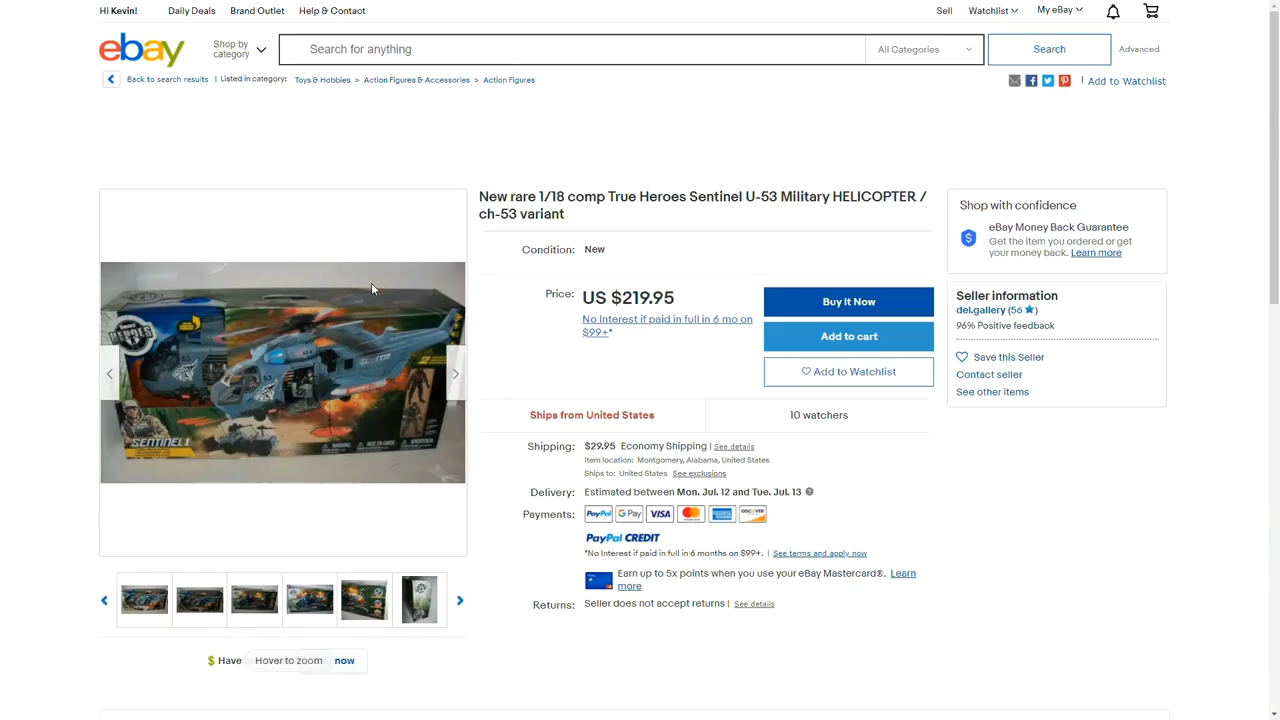 Hi Kevin! Daily Deals Brand Outlet Help & Contact Sell Watchlist My eBay
ebay Shop by category Search for anything All Categories Search Advanced
Back to search results | Listed in category: Toys & Hobbies > Action Figures & Accessories > Action Figures | Add to Watchlist
New rare 1/18 comp True Heroes Sentinel U-53 Military HELICOPTER /
ch-53 variant
Condition: New
Price: US $219.95
No Interest if paid in full in 6 mo on
$99+*
Buy It Now
Add to cart
Add to Watchlist
Ships from United States 10 watchers
Shipping: $29.95 Economy Shipping | See details
Item location: Montgomery, Alabama, United States
Ships to: United States See exclusions
Delivery: Estimated between Mon. Jul. 12 and Tue. Jul. 13
Payments: PayPal G Pay VISA DISCOVER
PayPal CREDIT
*No Interest if paid in full in 6 months on $99+. | See terms and apply now
Earn up to 5x points when you use your eBay Mastercard®. Learn
more
Returns: Seller does not accept returns | See details
Shop with confidence
eBay Money Back Guarantee
Get the item you ordered or get
your money back. Learn more
Seller information
del.gallery (56)
96% Positive feedback
Save this Seller
Contact seller
See other items
HEROES
SENTINEL 1
$ Have
Hover to zoom
now